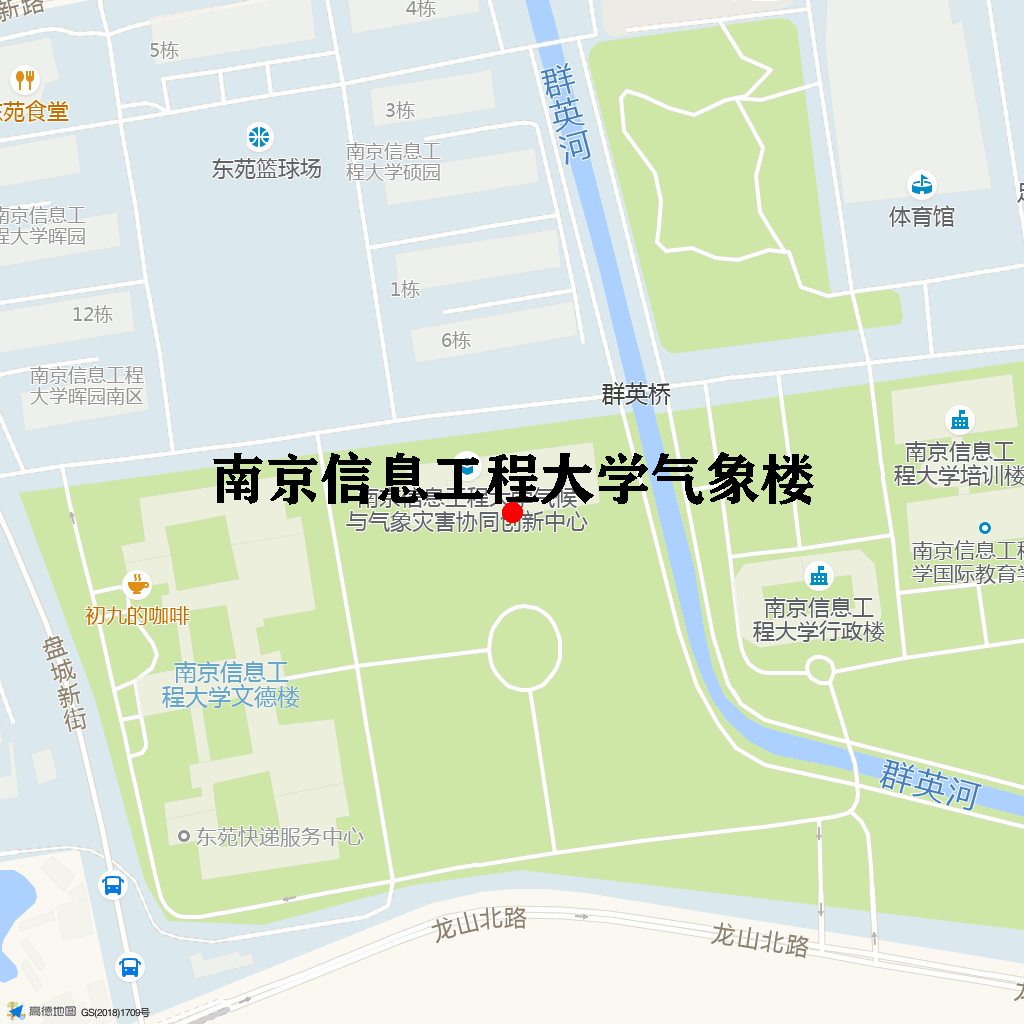 新路
4栋
5栋
东苑食堂
3栋
群英河
东苑篮球场
南京信息工
程大学硕园
体育馆
南京信息工
程大学晖园
1栋
12栋
6栋
南京信息工程
大学晖园南区
群英桥
南京信息工
程大学培训楼
南京信息工程大学气象楼
与气象灾害协同创新中心
南京信息工程
学国际教育学
初九的咖啡
南京信息工
程大学行政楼
盘城新街
南京信息工
程大学文德楼
群英河
东苑快递服务中心
龙山北路
龙山北路
龙
高德地图 GS(2018)1709号